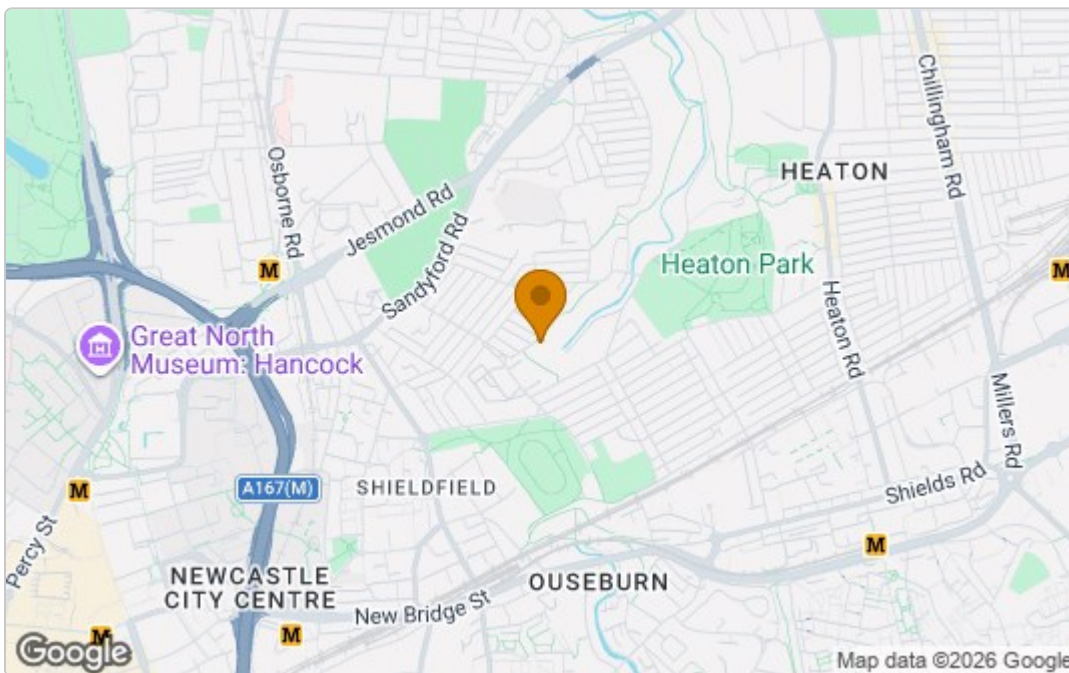 Chillingham Rd
Osborne Rd
HEATON
Jesmond Rd
Sandyford Rd
Heaton Park
M
M
Great North
Museum: Hancock
Heaton Rd
Millers Rd
A167(M)
SHIELDFIELD
Shields Rd
M
Percy St
M
NEWCASTLE
CITY CENTRE
OUSEBURN
New Bridge St
M
M
Google
Map data ©2026 Google